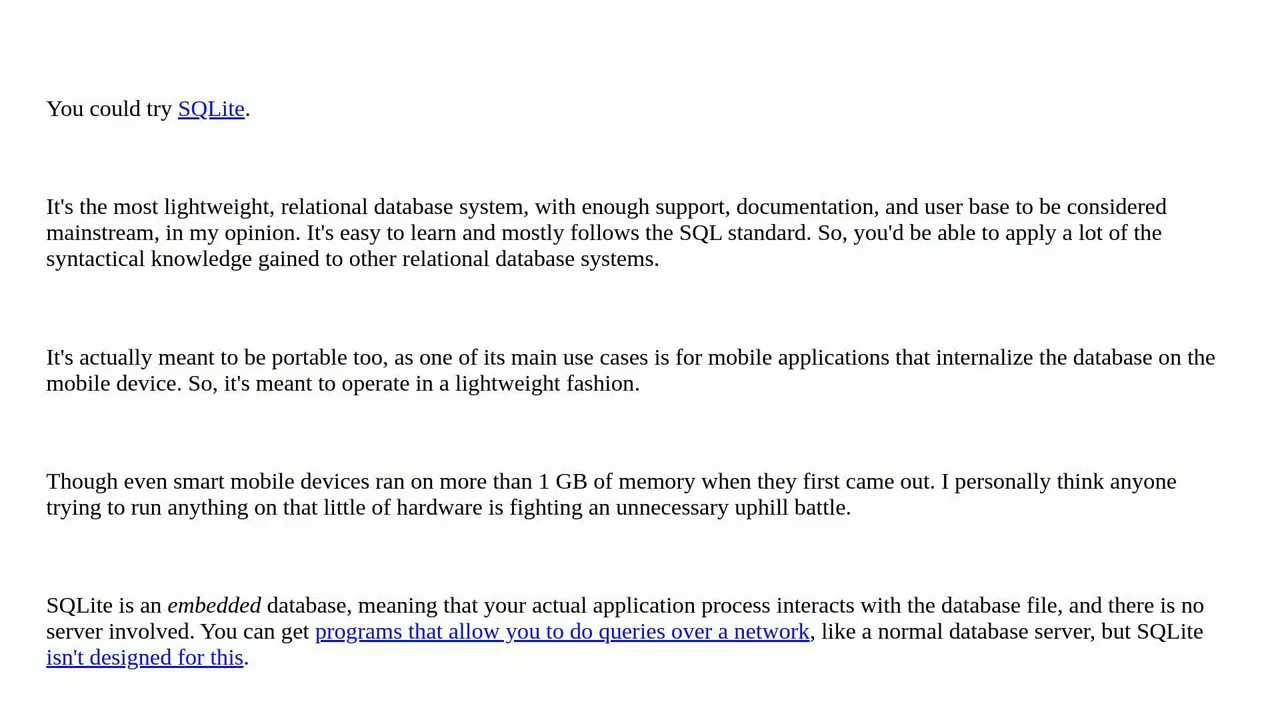 You could try SQLite.
It's the most lightweight, relational database system, with enough support, documentation, and user base to be considered
mainstream, in my opinion. It's easy to learn and mostly follows the SQL standard. So, you'd be able to apply a lot of the
syntactical knowledge gained to other relational database systems.
It's actually meant to be portable too, as one of its main use cases is for mobile applications that internalize the database on the
mobile device. So, it's meant to operate in a lightweight fashion.
Though even smart mobile devices ran on more than 1 GB of memory when they first came out. I personally think anyone
trying to run anything on that little of hardware is fighting an unnecessary uphill battle.
SQLite is an embedded database, meaning that your actual application process interacts with the database file, and there is no
server involved. You can get programs that allow you to do queries over a network, like a normal database server, but SQLite
isn't designed for this.